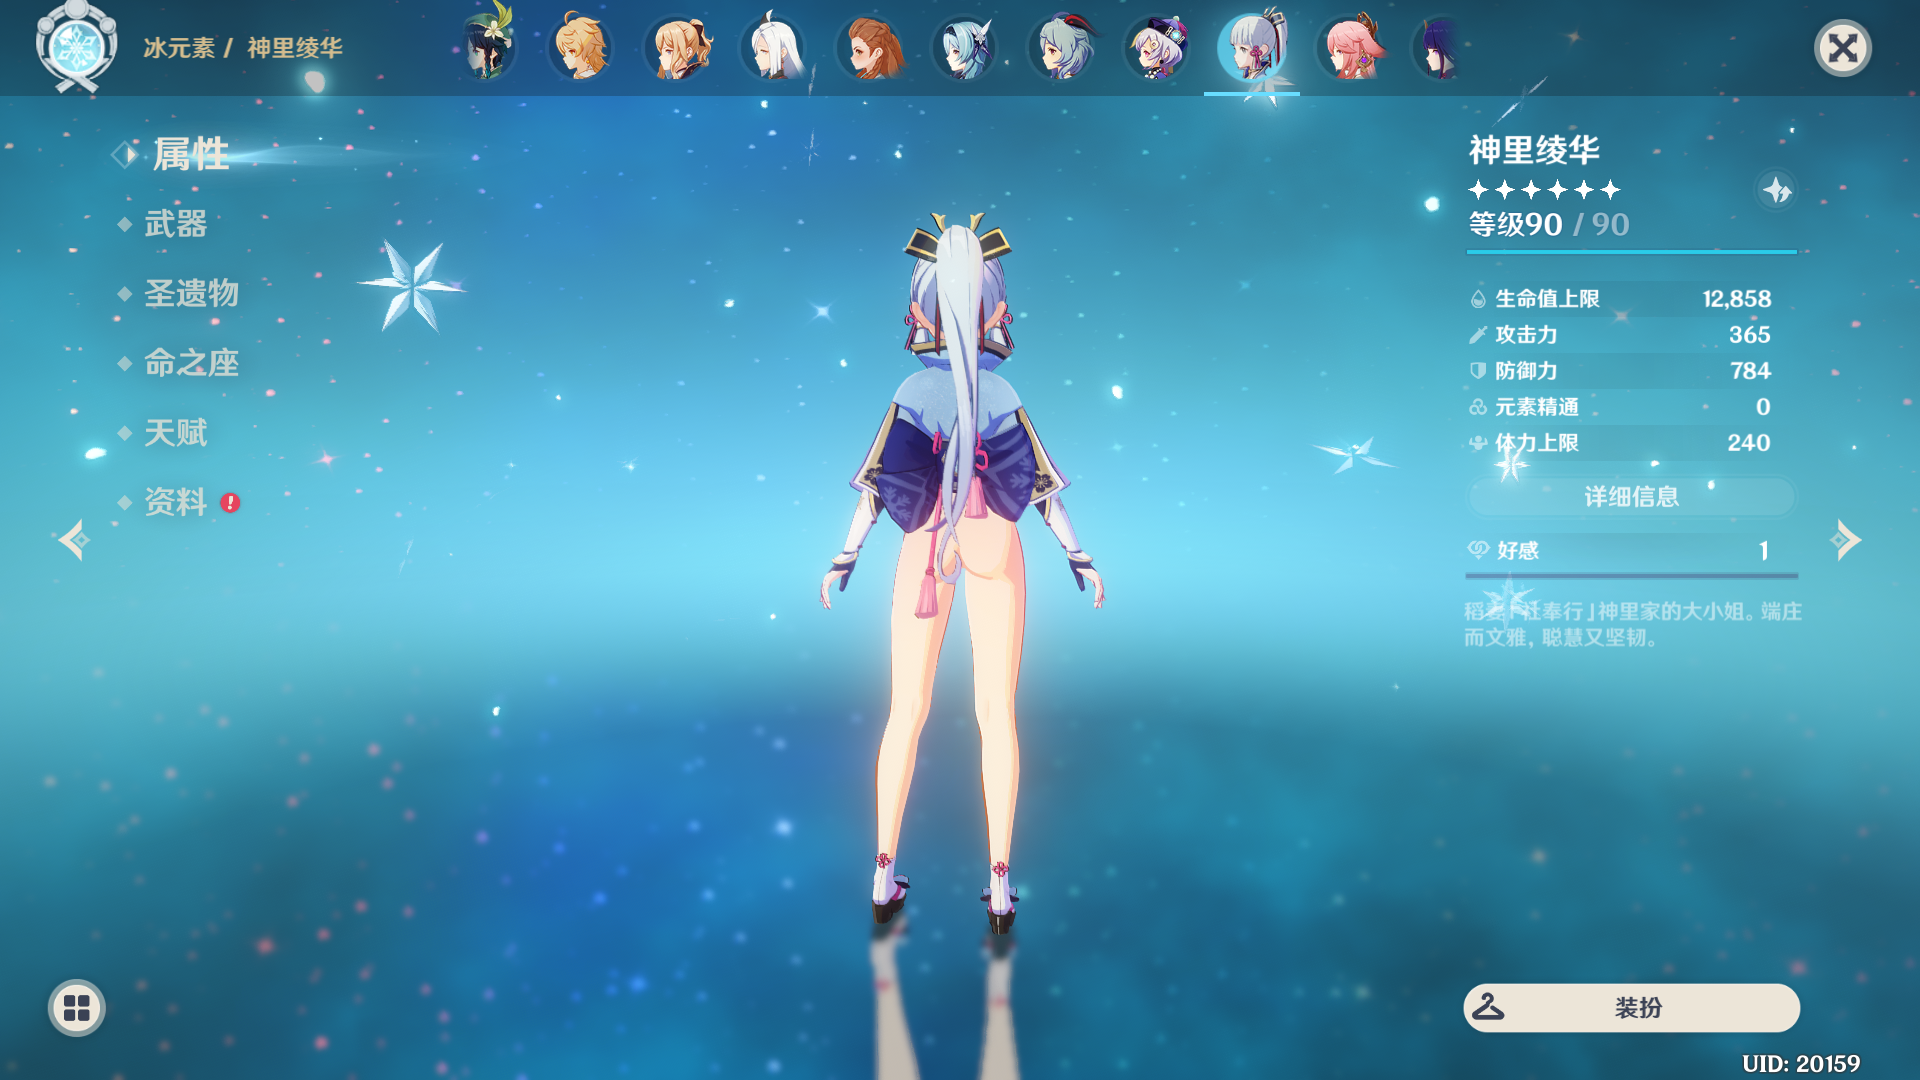 冰元素 / 神里绫华
属性
武器
圣遗物
命之座
天赋
资料
神里绫华
等级90 / 90
生命值上限 12,858
攻击力 365
防御力 784
元素精通 0
体力上限 240
详细信息
好感 1
稻妻「社奉行」神里家的大小姐。端庄
而文雅，聪慧又坚韧。
装扮
UID: 20159